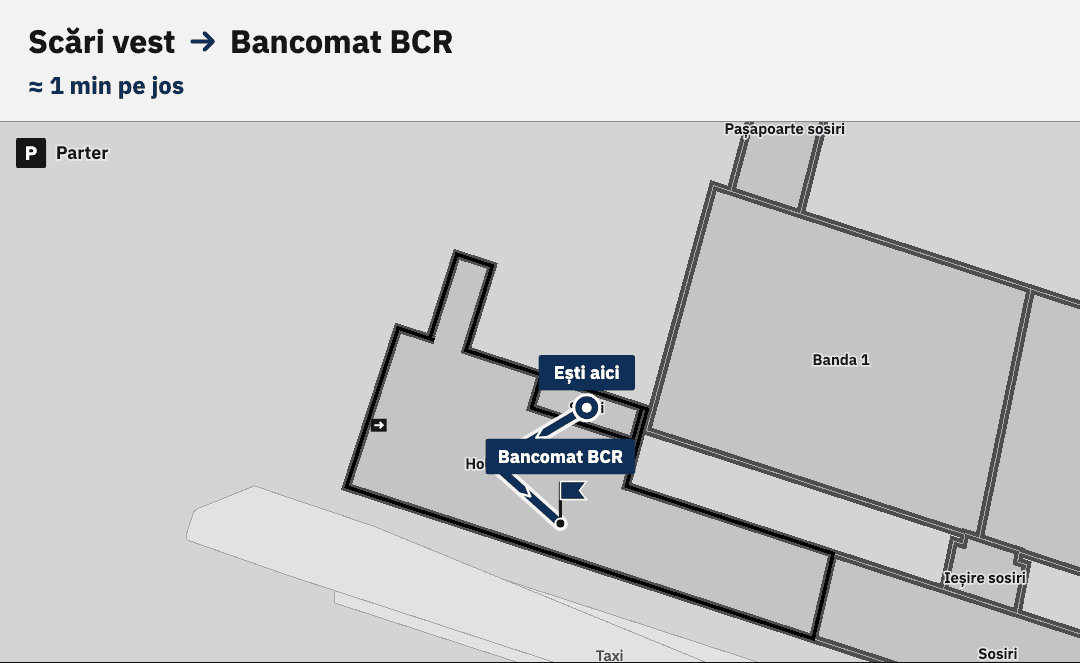 Scări vest → Bancomat BCR
≈ 1 min pe jos
P Parter
Pașapoarte sosiri
Banda 1
Ești aici
Bancomat BCR
Ieșire sosiri
Sosiri
Taxi